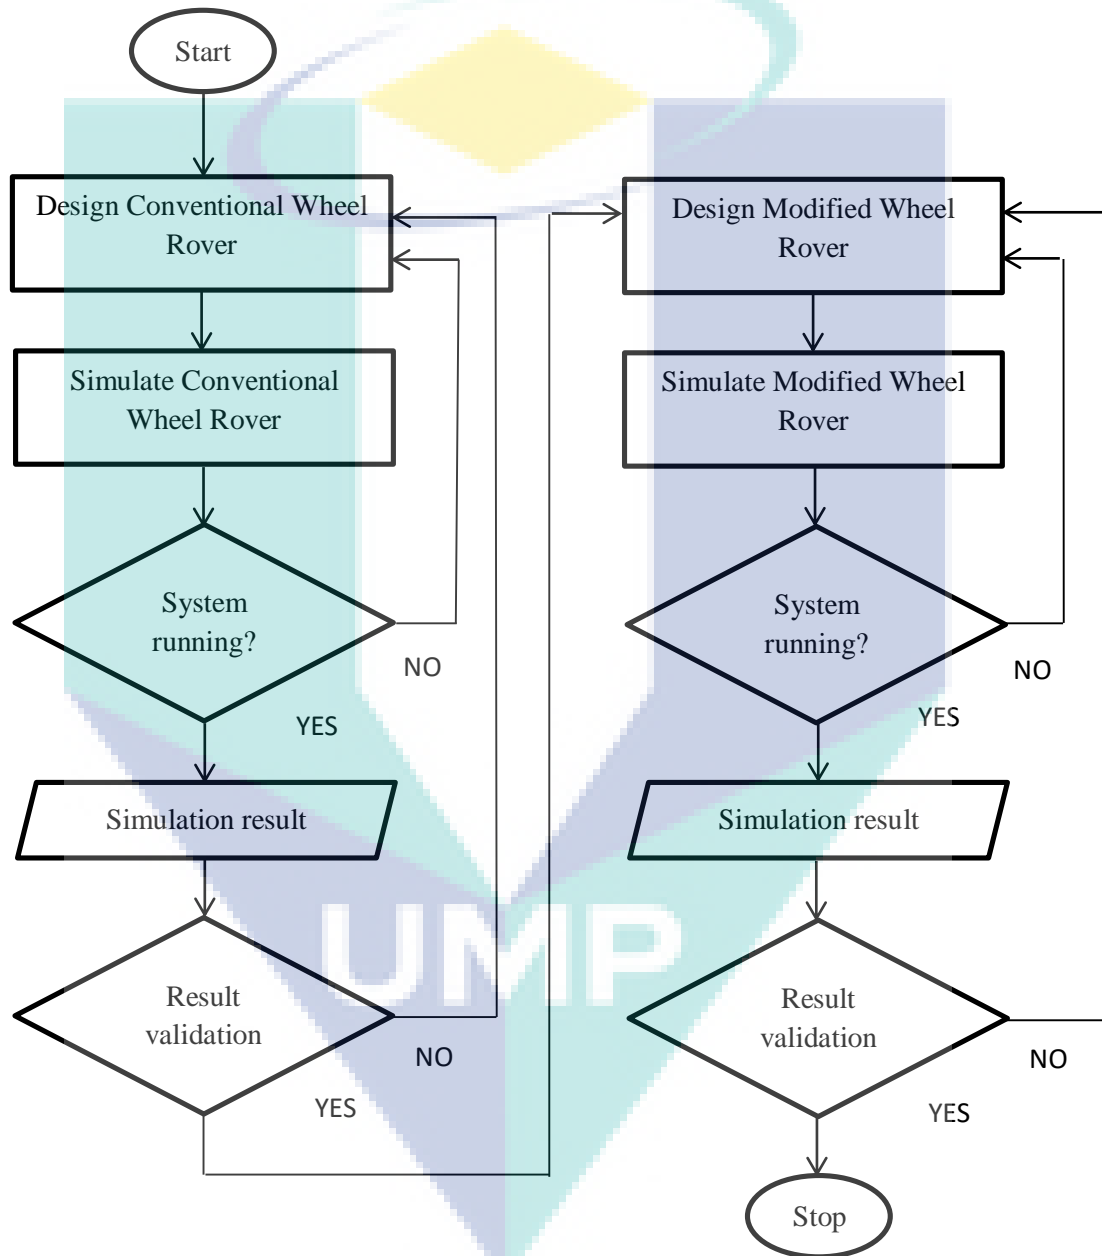 Start
Design Conventional Wheel
Rover
Simulate Conventional
Wheel Rover
System
running?
NO
YES
Simulation result
Result
validation
NO
YES
Design Modified Wheel
Rover
Simulate Modified Wheel
Rover
System
running?
NO
YES
Simulation result
Result
validation
NO
YES
Stop
UMP